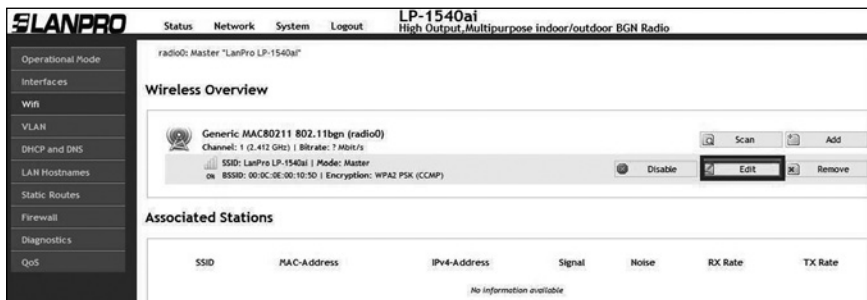 LANPRO
Status Network System Logout
LP-1540ai
High Output,Multipurpose indoor/outdoor BGN Radio
Operational Mode
Interfaces
Wifi
VLAN
DHCP and DNS
LAN Hostnames
Static Routes
Firewall
Diagnostics
QoS
radio0: Master "LanPro LP-1540ai"
Wireless Overview
Generic MAC80211 802.11bgn (radio0)
Channel: 1 (2.412 GHz) | Bitrate: ? Mbit/s
Scan Add
SSID: LanPro LP-1540ai | Mode: Master
0% BSSID: 00:0C:0E:00:10:5D | Encryption: WPA2 PSK (CCMP)
Disable Edit Remove
Associated Stations
SSID MAC-Address IPv4-Address Signal Noise RX Rate TX Rate
No information available